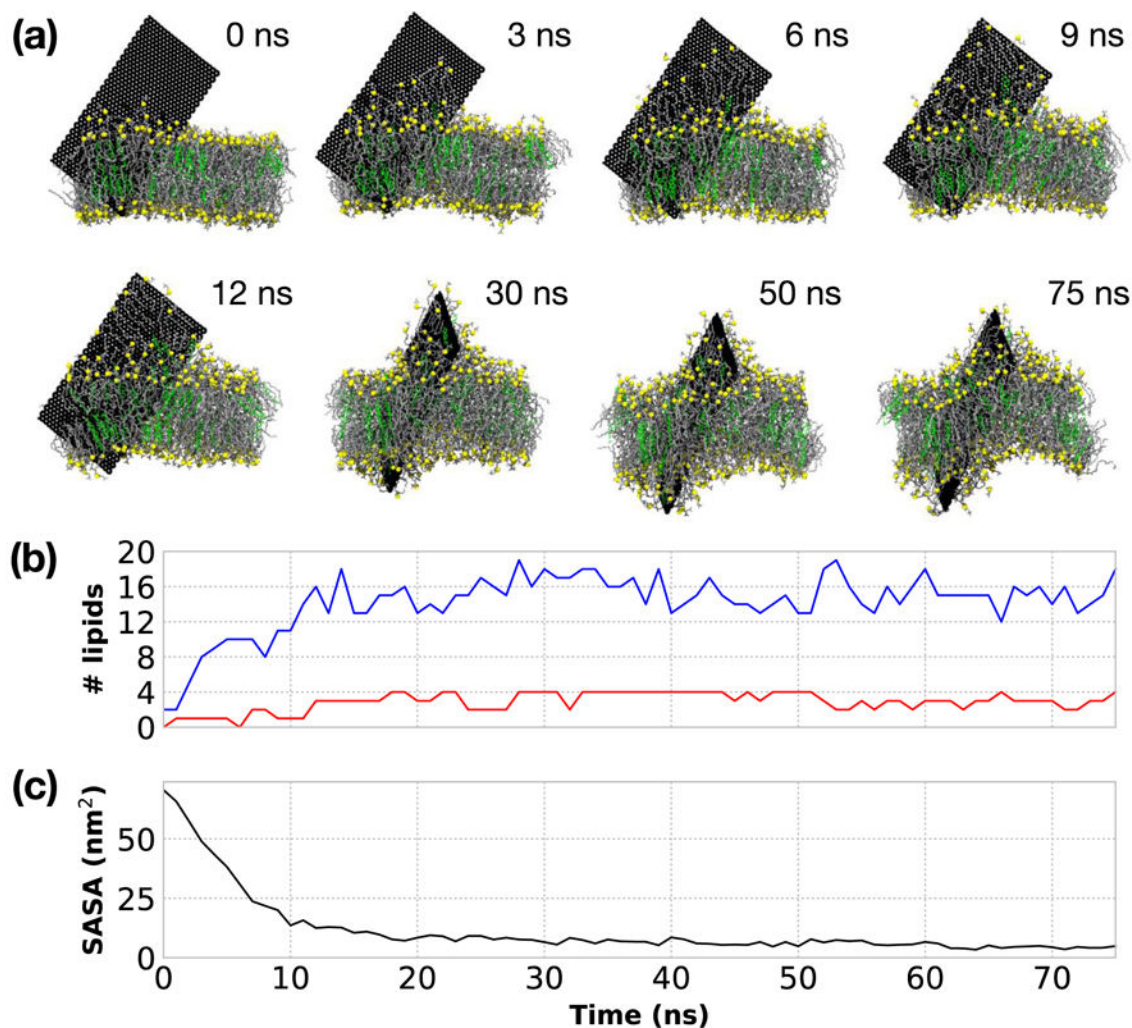 (a)
0 ns 3 ns 6 ns 9 ns
12 ns 30 ns 50 ns 75 ns
(b)
20
16
12
8
4
0
# lipids
(c)
50
25
0
SASA (nm²)
0 10 20 30 40 50 60 70
Time (ns)